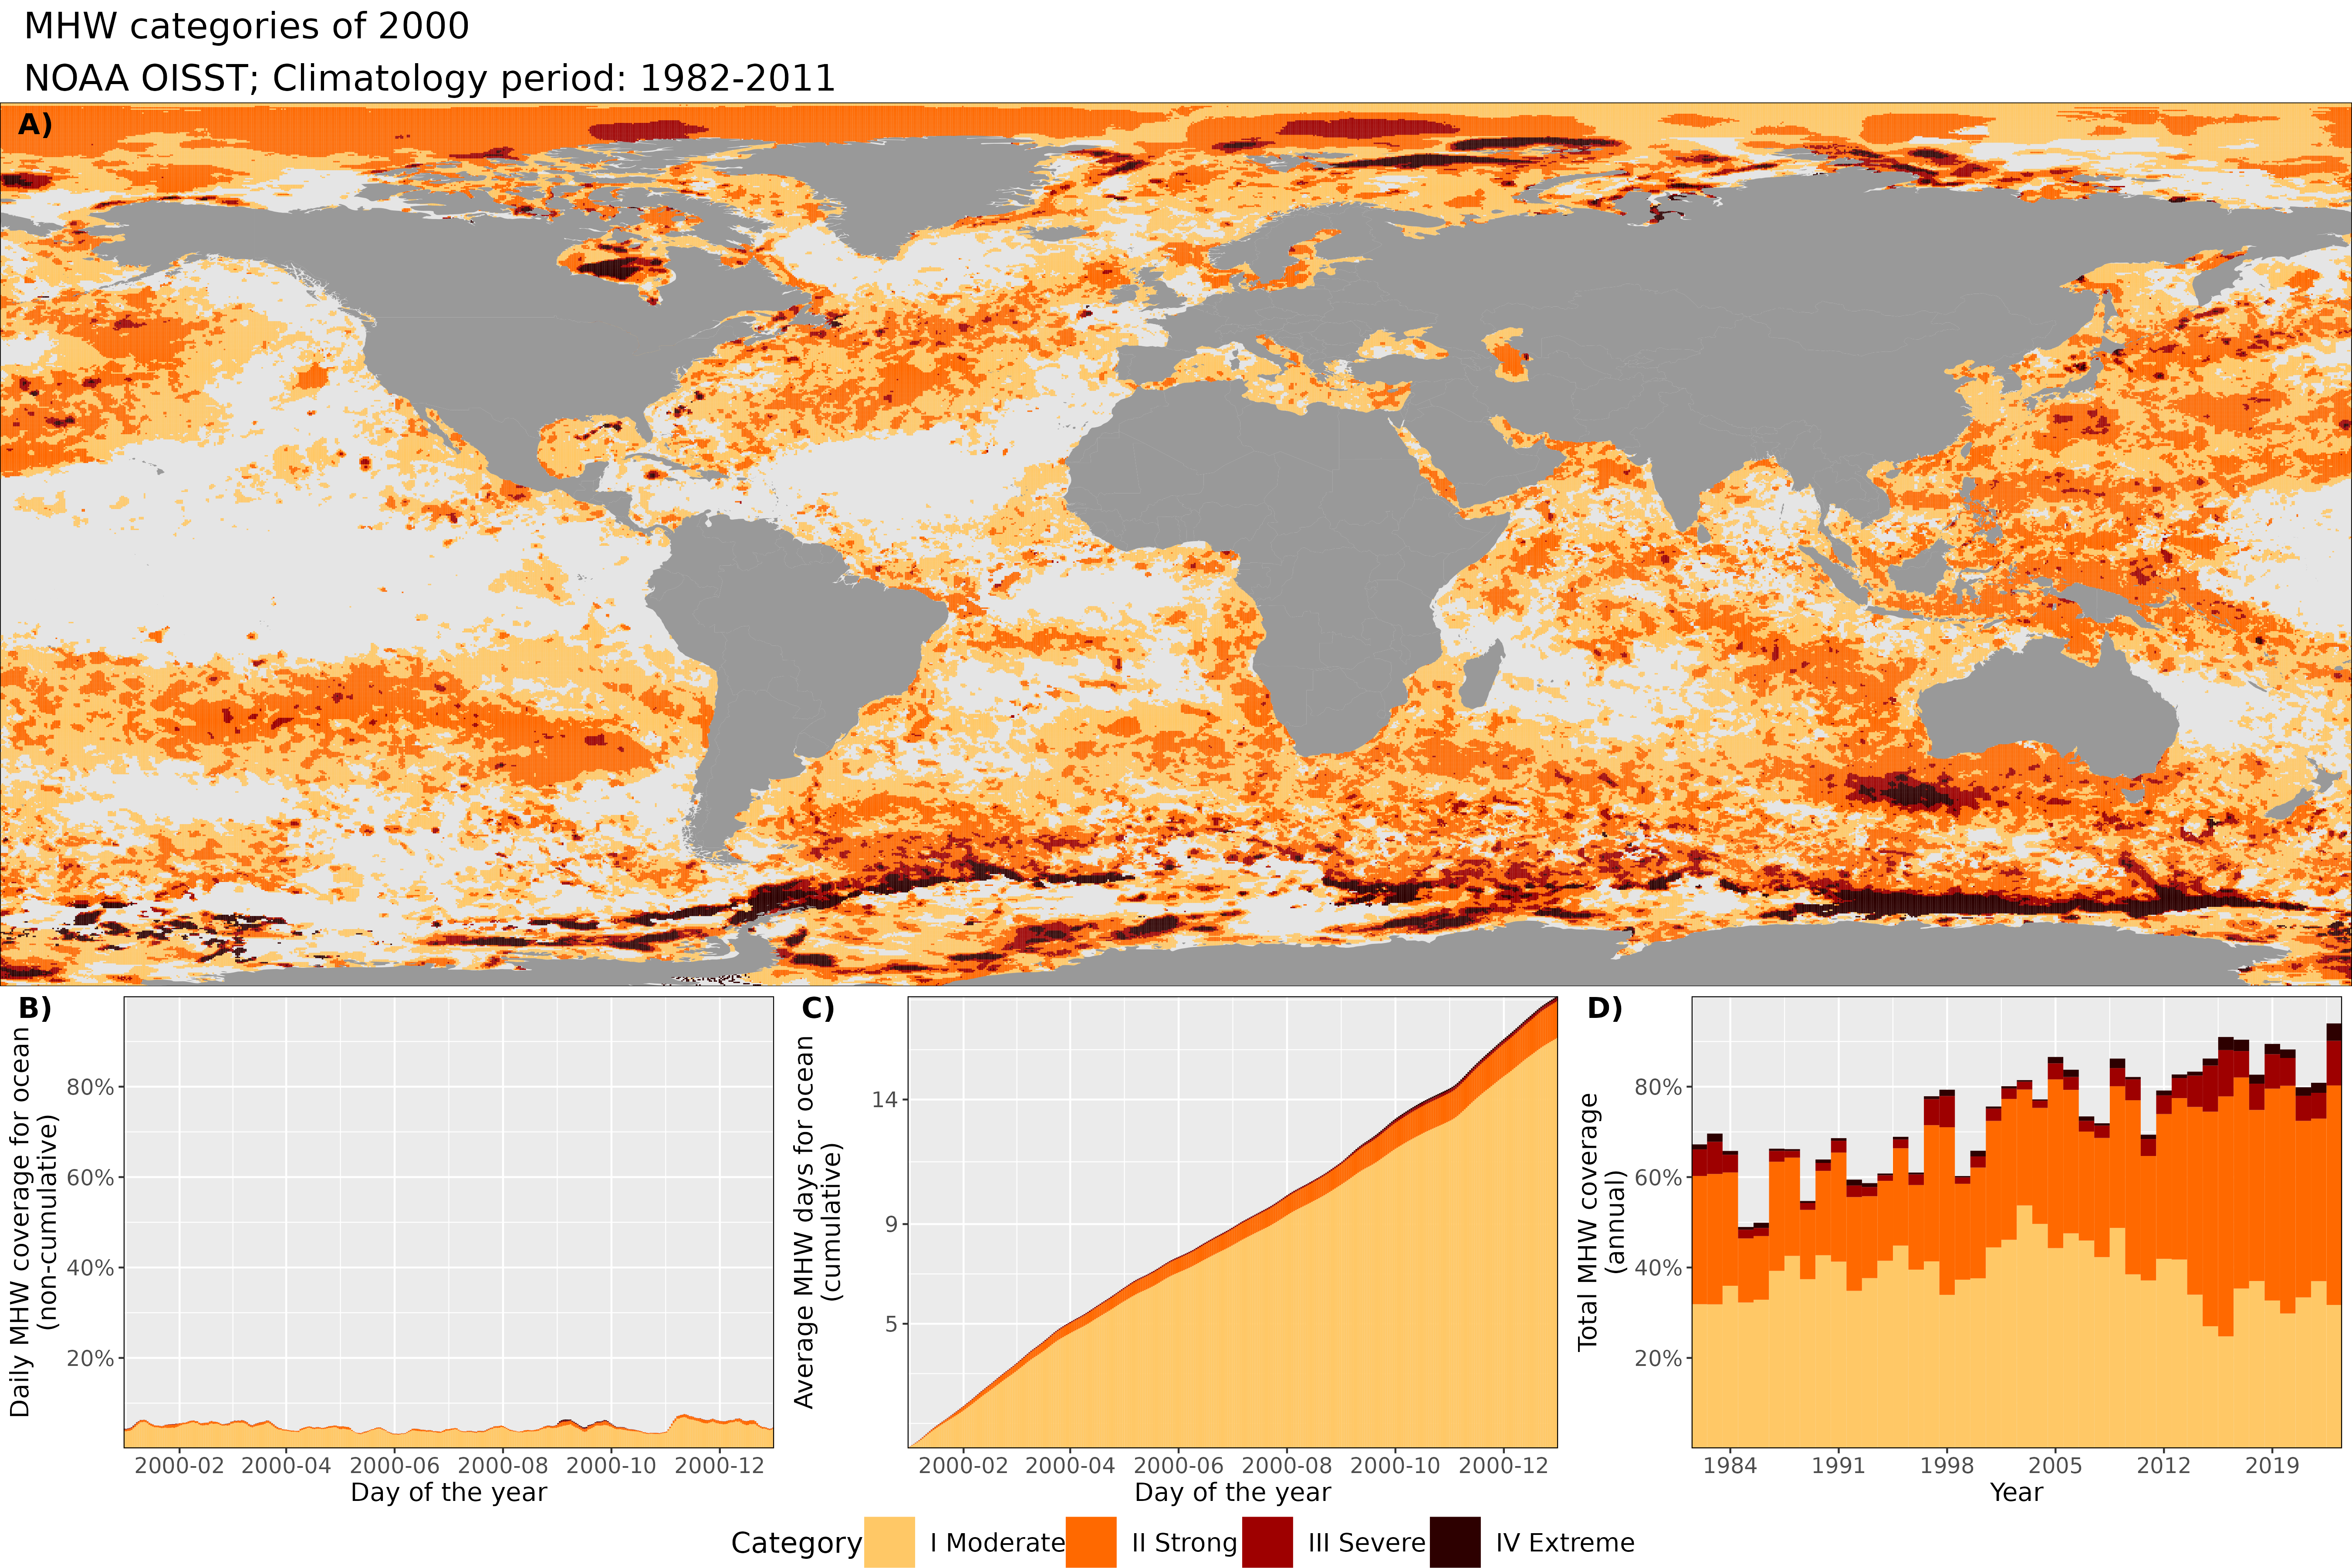 MHW categories of 2000
NOAA OISST; Climatology period: 1982-2011
A)
B)
Daily MHW coverage for ocean
(non-cumulative)
80%
60%
40%
20%
2000-02 2000-04 2000-06 2000-08 2000-10 2000-12
Day of the year
C)
Average MHW days for ocean
(cumulative)
14
9
5
2000-02 2000-04 2000-06 2000-08 2000-10 2000-12
Day of the year
D)
Total MHW coverage
(annual)
80%
60%
40%
20%
1984 1991 1998 2005 2012 2019
Year
Category I Moderate II Strong III Severe IV Extreme